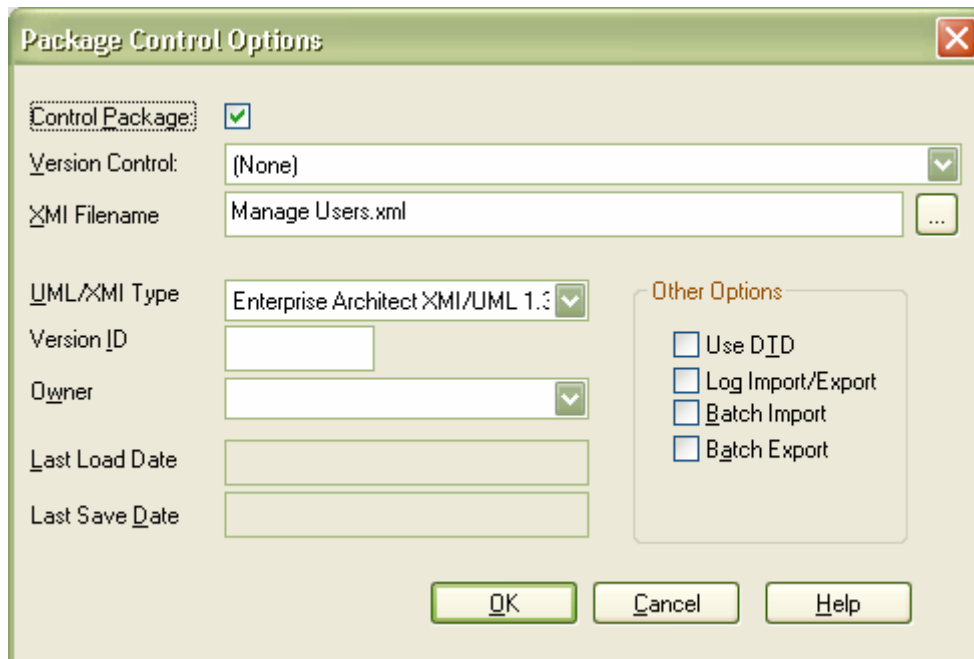 Package Control Options
Control Package:
Version Control:
(None)
XMI Filename
Manage Users.xml
...
UML/XMI Type
Enterprise Architect XMI/UML 1.3
Other Options
Version ID
Use DTD
Log Import/Export
Owner
Batch Import
Batch Export
Last Load Date
Last Save Date
OK
Cancel
Help